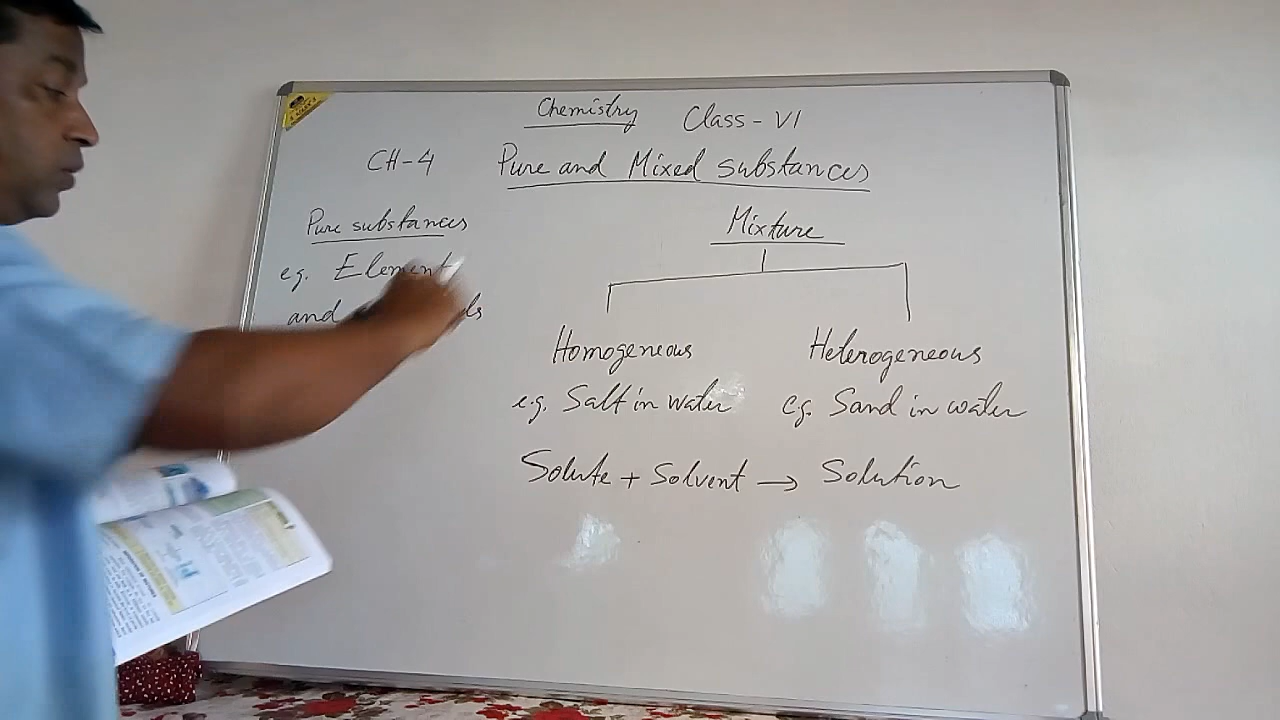 Chemistry Class - VI
CH-4 Pure and Mixed substances
Pure substances
e.g. Element
and
Mixture
Homogeneous
e.g. Salt in water
Heterogeneous
e.g. Sand in water
Solute + Solvent → Solution